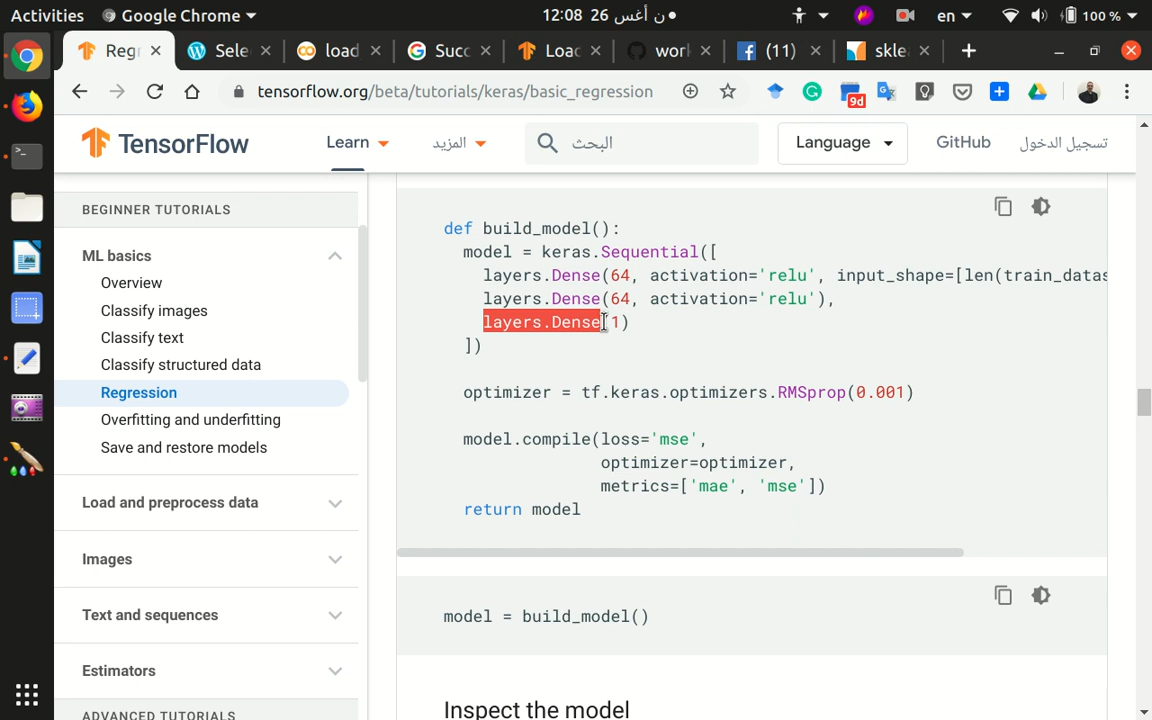 Activities Google Chrome ▾ ن أغس 26 12:08 ● en ▾ 100 % ▾
Regr × Sele × load × Succ × Load × worl × (11) × skle × +
tensorflow.org/beta/tutorials/keras/basic_regression 9d
TensorFlow Learn المزيد البحث Language GitHub تسجيل الدخول
BEGINNER TUTORIALS
ML basics
Overview
Classify images
Classify text
Classify structured data
Regression
Overfitting and underfitting
Save and restore models
Load and preprocess data
Images
Text and sequences
Estimators
ADVANCED TUTORIALS
def build_model():
model = keras.Sequential([
layers.Dense(64, activation='relu', input_shape=[len(train_datas
layers.Dense(64, activation='relu'),
layers.Dense(1)
])
optimizer = tf.keras.optimizers.RMSprop(0.001)
model.compile(loss='mse',
optimizer=optimizer,
metrics=['mae', 'mse'])
return model
model = build_model()
Inspect the model